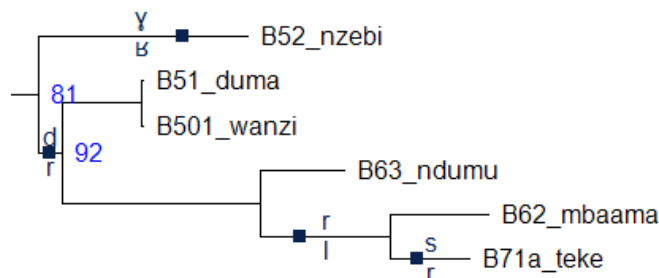 ɣ
ʁ
B52_nzebi
B51_duma
81
B501_wanzi
d
r
92
B63_ndumu
r
l
B62_mbaama
s
r
B71a_teke